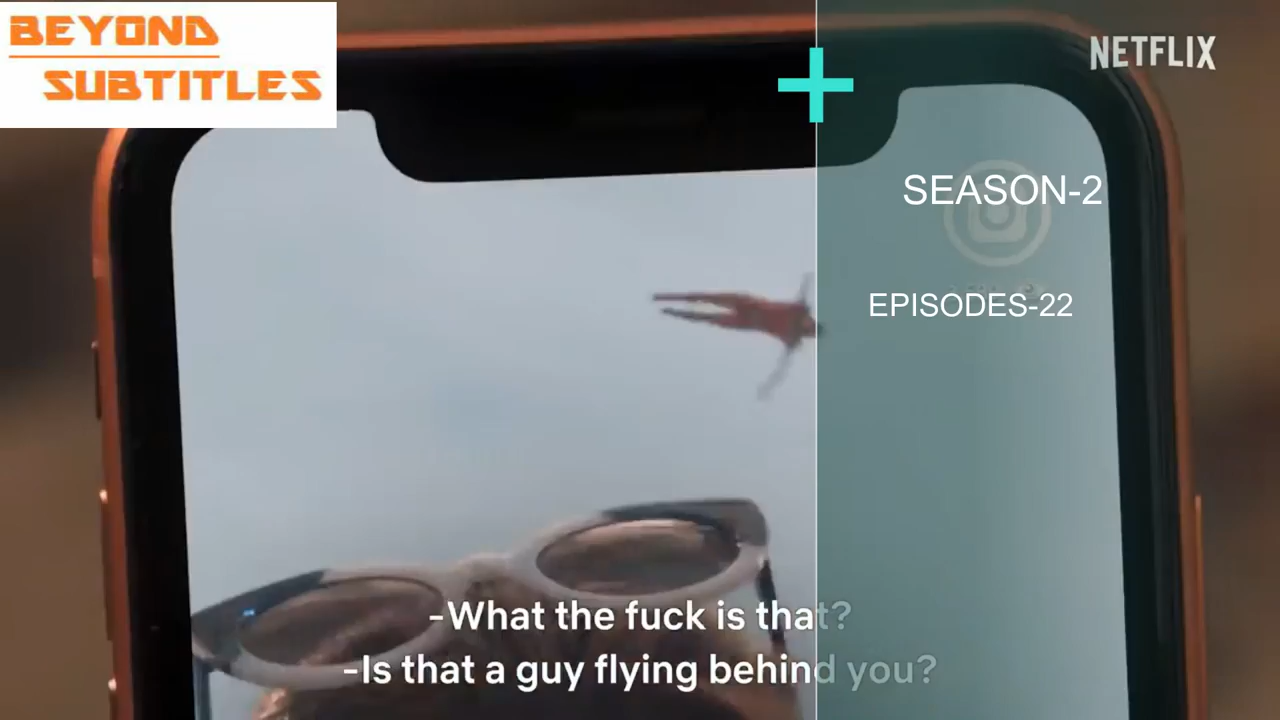 BEYOND
SUBTITLES
NETFLIX
SEASON-2
EPISODES-22
-What the fuck is that?
-Is that a guy flying behind you?